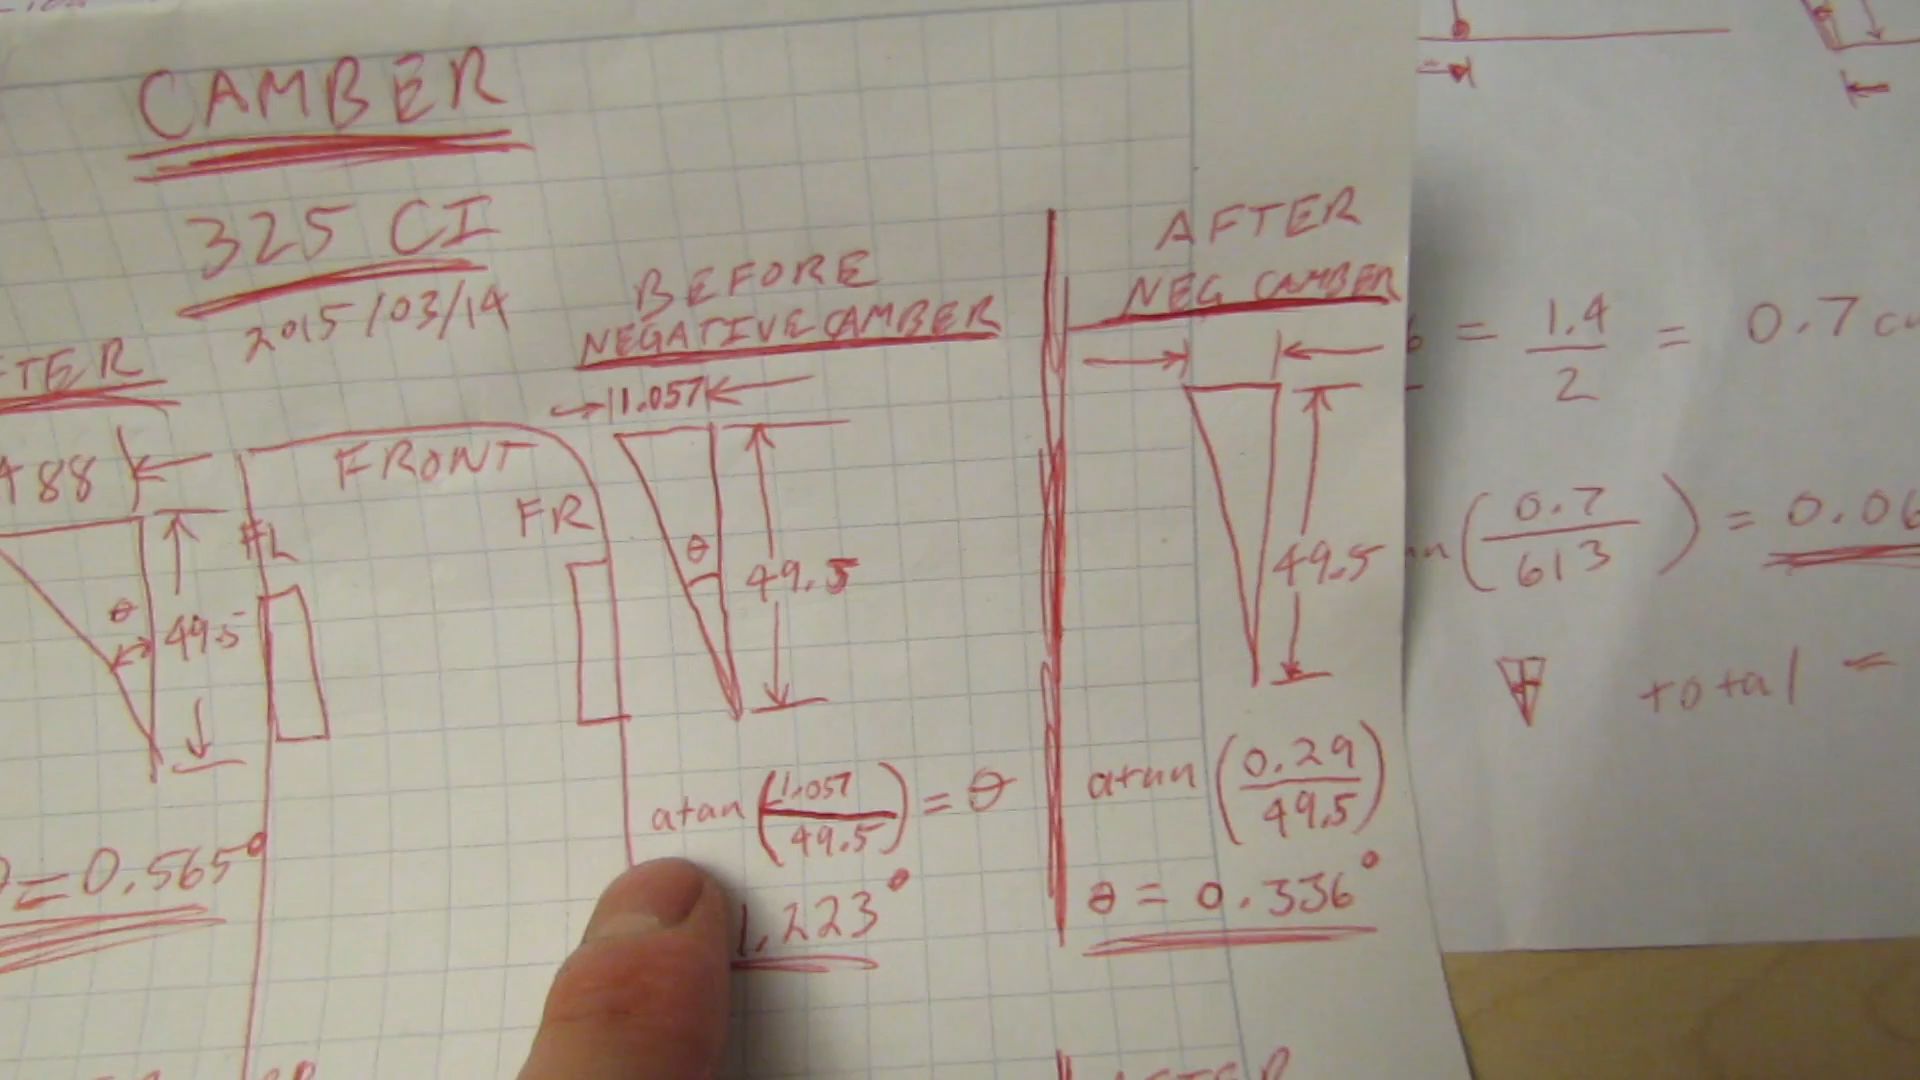 CAMBER
325 CI
2015/03/14
BEFORE
NEGATIVE CAMBER
AFTER
NEG CAMBER
1.057
488
FRONT
FL
FR
θ
49.5
θ
49.5
49.5
= 1.4/2 = 0.7
(0.7/613) = 0.06
total =
atan (1.057/49.5) = θ
1.223°
atan (0.29/49.5)
θ = 0.336°
= 0.565°